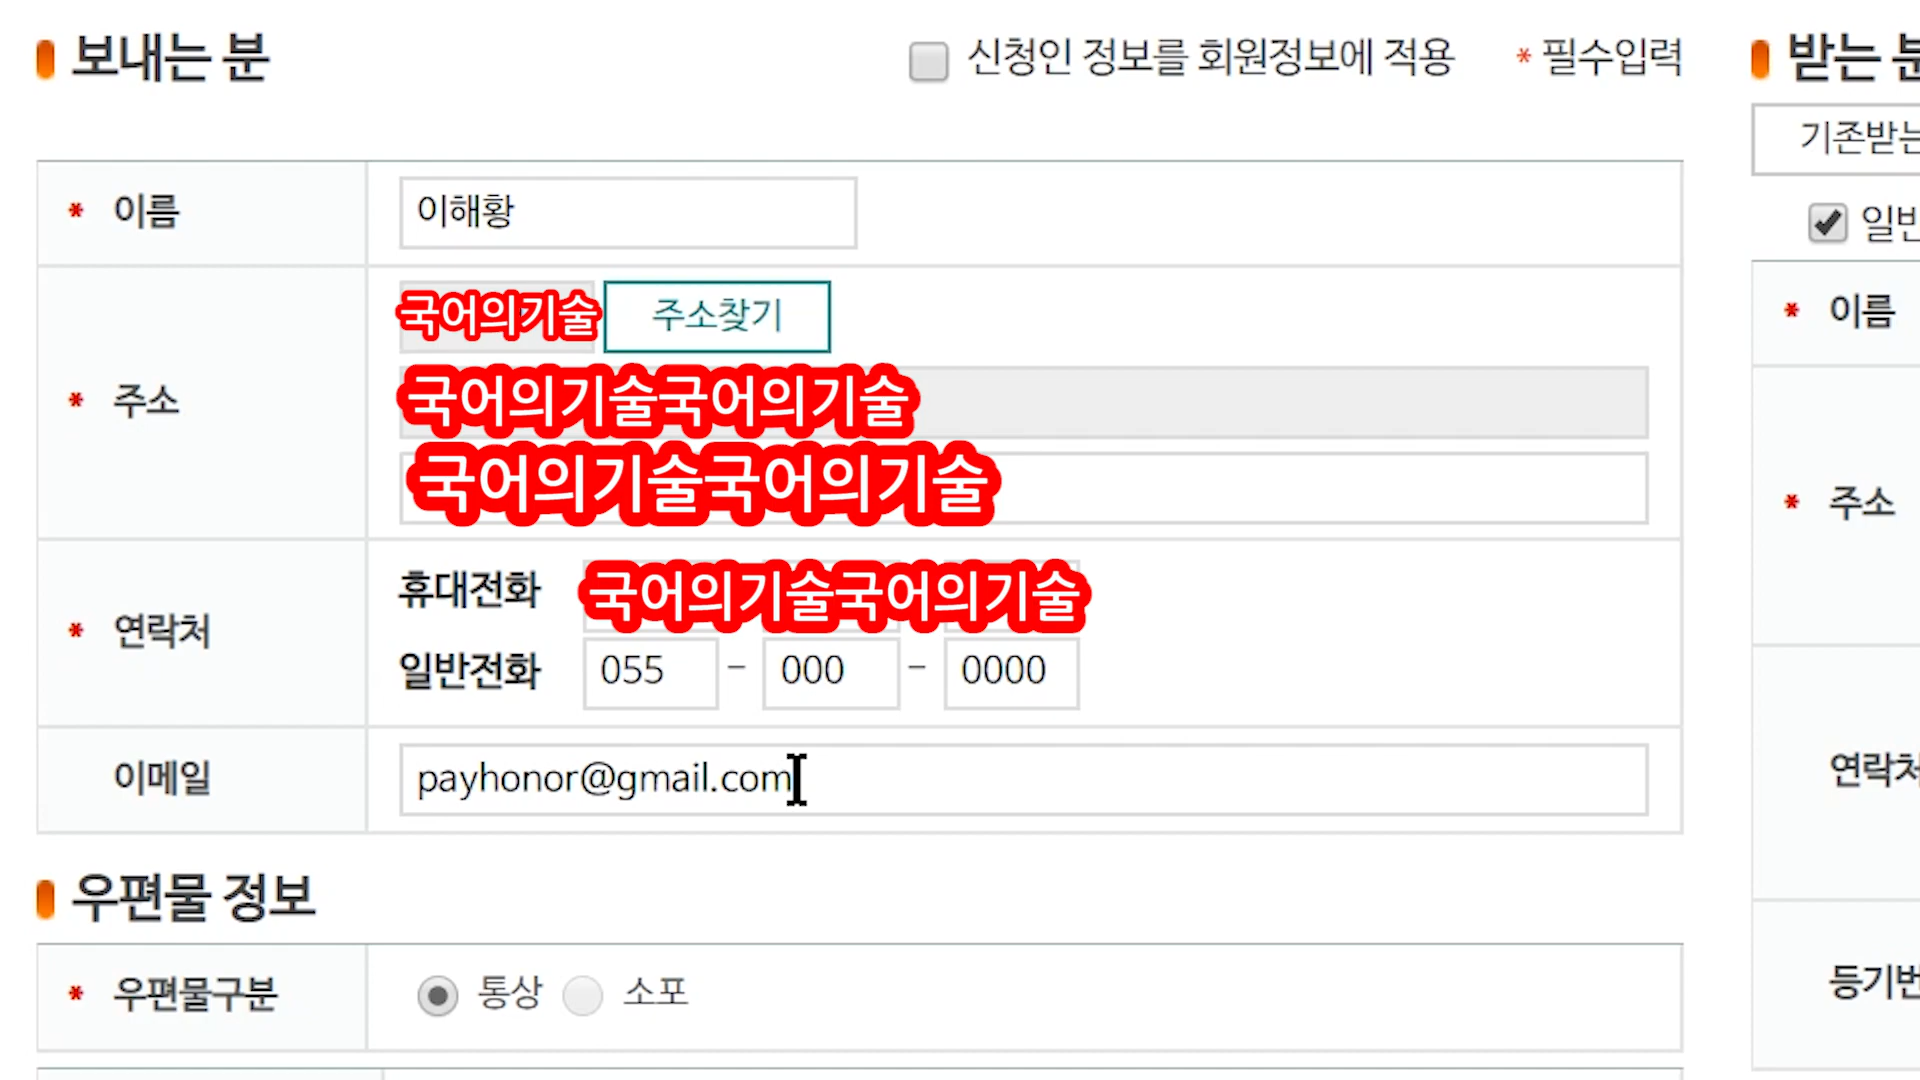 보내는 분
신청인 정보를 회원정보에 적용
* 필수입력
* 이름
이해황
* 주소
국어의기술
주소찾기
국어의기술국어의기술
국어의기술국어의기술
* 연락처
휴대전화
국어의기술국어의기술
일반전화
055 - 000 - 0000
이메일
payhonor@gmail.com
우편물 정보
* 우편물구분
통상
소포
받는
기존받는
일반
* 이름
* 주소
연락처
등기번